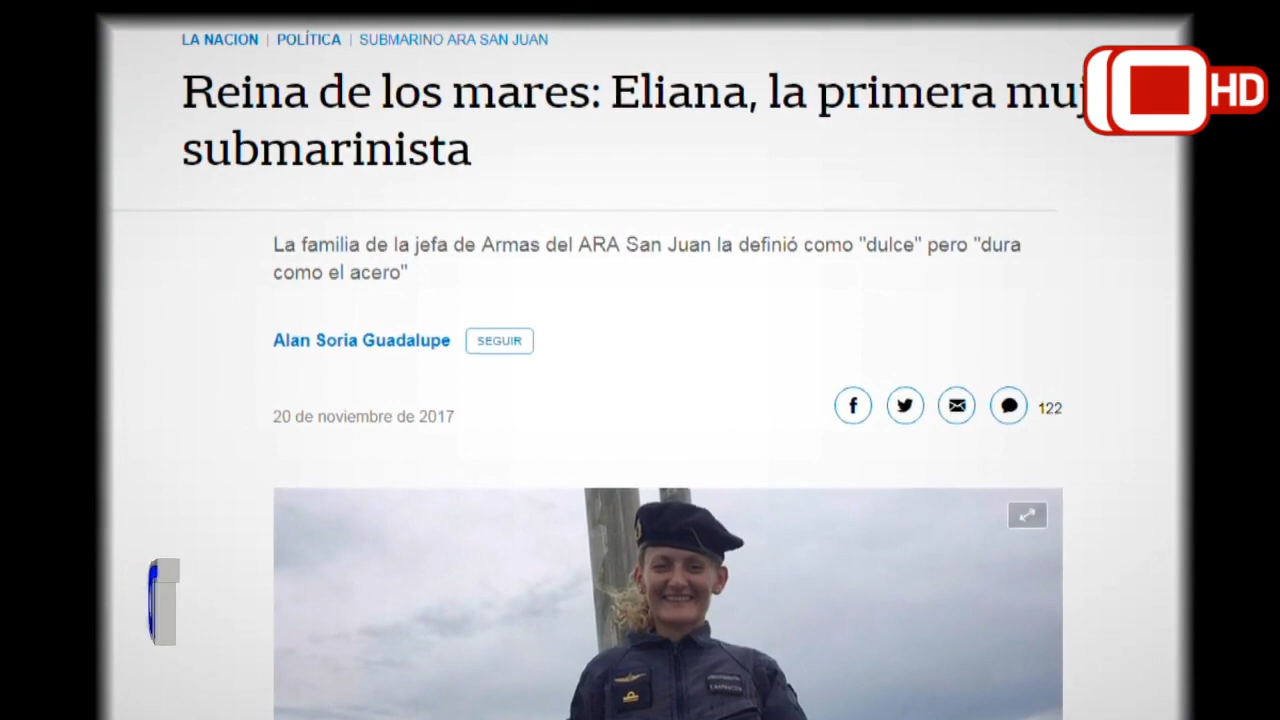 LA NACION | POLÍTICA | SUBMARINO ARA SAN JUAN
Reina de los mares: Eliana, la primera muj
submarinista
HD
La familia de la jefa de Armas del ARA San Juan la definió como "dulce" pero "dura
como el acero"
Alan Soria Guadalupe SEGUIR
20 de noviembre de 2017
122